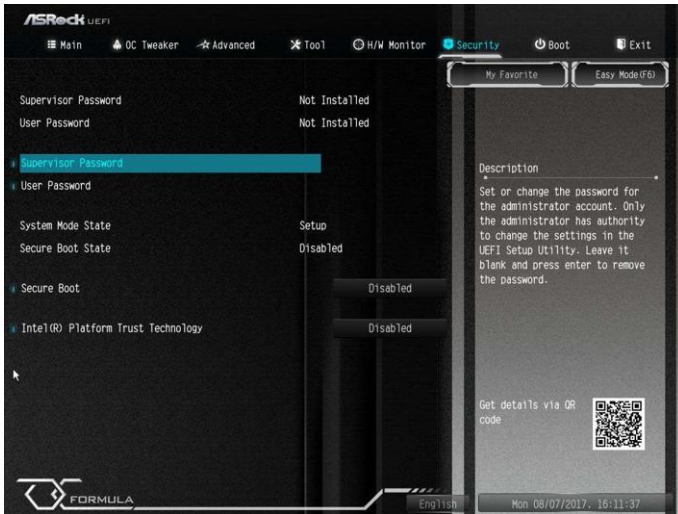 ASRock UEFI
Main OC Tweaker Advanced Tool H/W Monitor Security Boot Exit
My Favorite Easy Mode(F6)
Supervisor Password Not Installed
User Password Not Installed
Supervisor Password
User Password
System Mode State Setup
Secure Boot State Disabled
Secure Boot Disabled
Intel(R) Platform Trust Technology Disabled
Description
Set or change the password for
the administrator account. Only
the administrator has authority
to change the settings in the
UEFI Setup Utility. Leave it
blank and press enter to remove
the password.
Get details via QR
code
FORMULA
English Mon 08/07/2017. 16:11:37